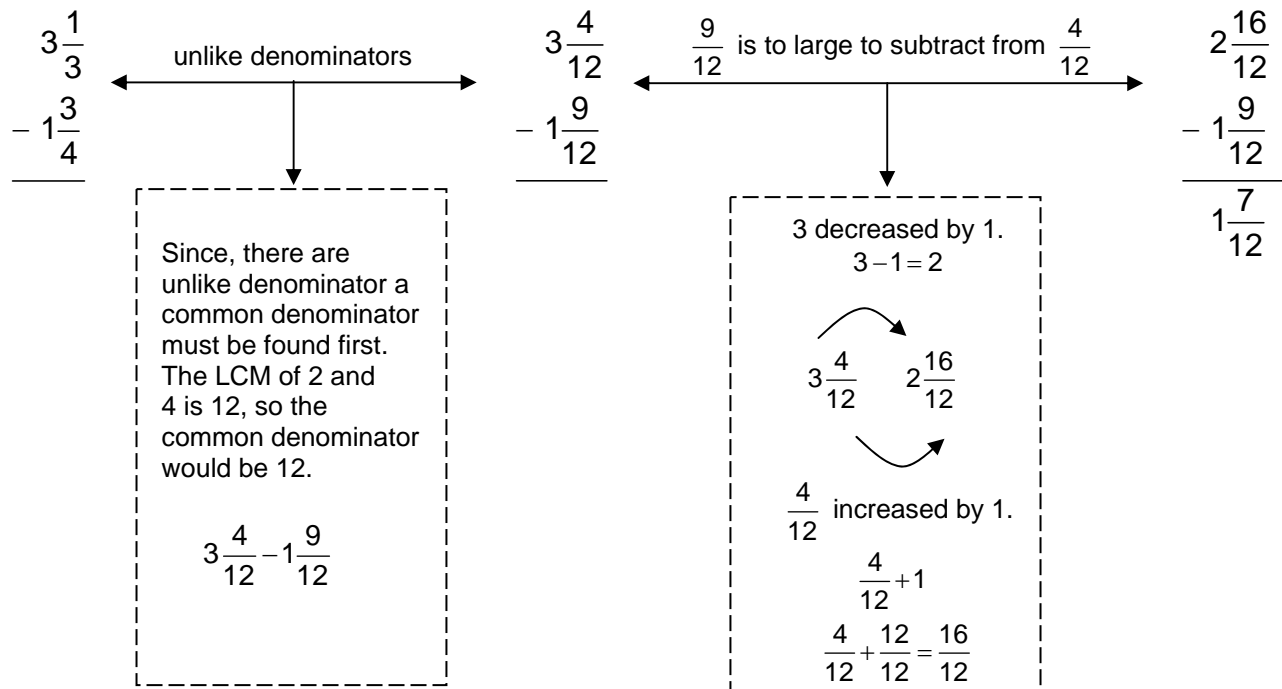 3 1/3
− 1 3/4
unlike denominators
Since, there are
unlike denominator a
common denominator
must be found first.
The LCM of 2 and
4 is 12, so the
common denominator
would be 12.
3 4/12 − 1 9/12
3 4/12
− 1 9/12
9/12 is to large to subtract from 4/12
3 decreased by 1.
3 − 1 = 2
3 4/12 2 16/12
4/12 increased by 1.
4/12 + 1
4/12 + 12/12 = 16/12
2 16/12
− 1 9/12
1 7/12